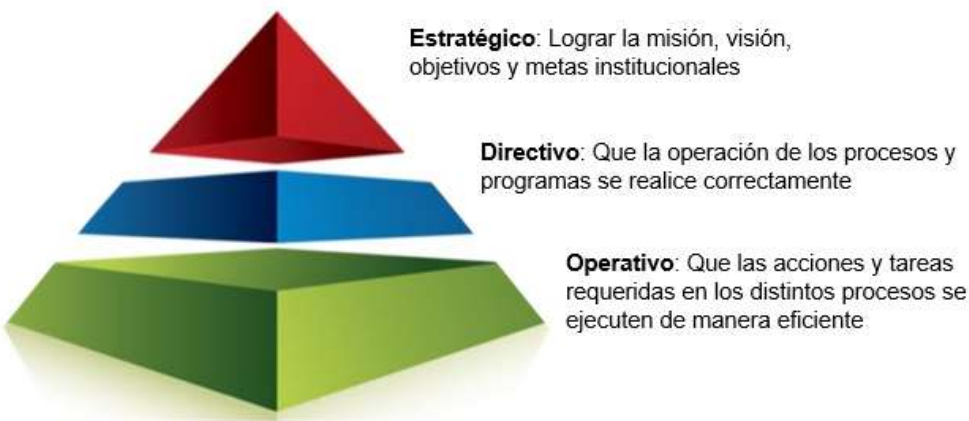 Estratégico: Lograr la misión, visión,
objetivos y metas institucionales
Directivo: Que la operación de los procesos y
programas se realice correctamente
Operativo: Que las acciones y tareas
requeridas en los distintos procesos se
ejecuten de manera eficiente